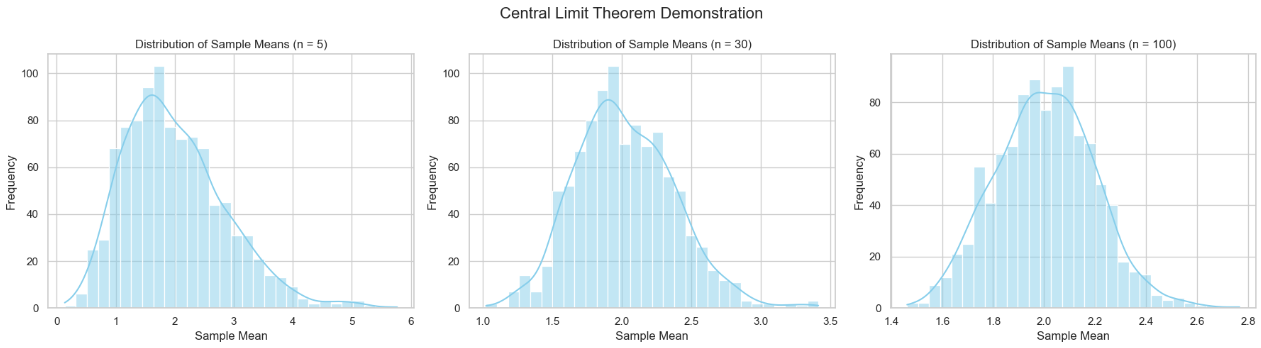 Central Limit Theorem Demonstration
Distribution of Sample Means (n = 5)
Frequency
100
80
60
40
20
0
0 1 2 3 4 5 6
Sample Mean
Distribution of Sample Means (n = 30)
Frequency
100
80
60
40
20
0
1.0 1.5 2.0 2.5 3.0 3.5
Sample Mean
Distribution of Sample Means (n = 100)
Frequency
80
60
40
20
0
1.4 1.6 1.8 2.0 2.2 2.4 2.6 2.8
Sample Mean